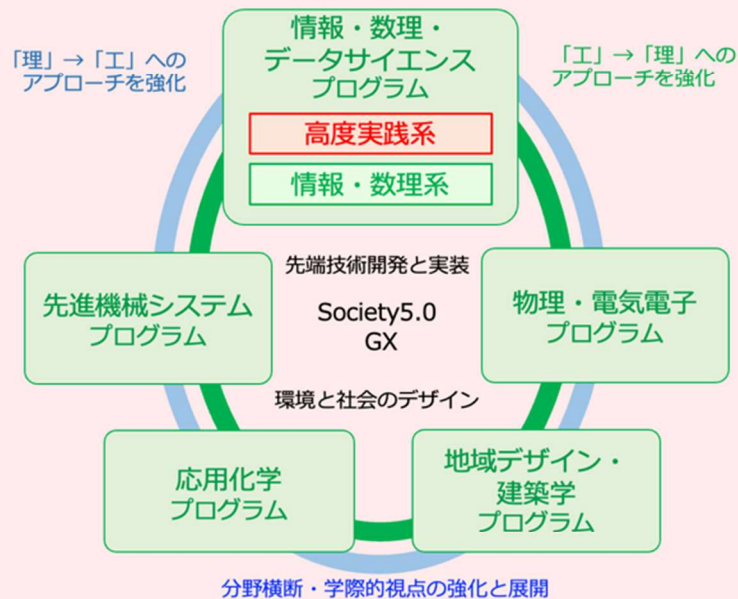 「理」→「工」への
アプローチを強化
情報・数理・
データサイエンス
プログラム
高度実践系
情報・数理系
「工」→「理」への
アプローチを強化
先進機械システム
プログラム
先端技術開発と実装
Society5.0
GX
環境と社会のデザイン
物理・電気電子
プログラム
応用化学
プログラム
地域デザイン・
建築学
プログラム
分野横断・学際的視点の強化と展開